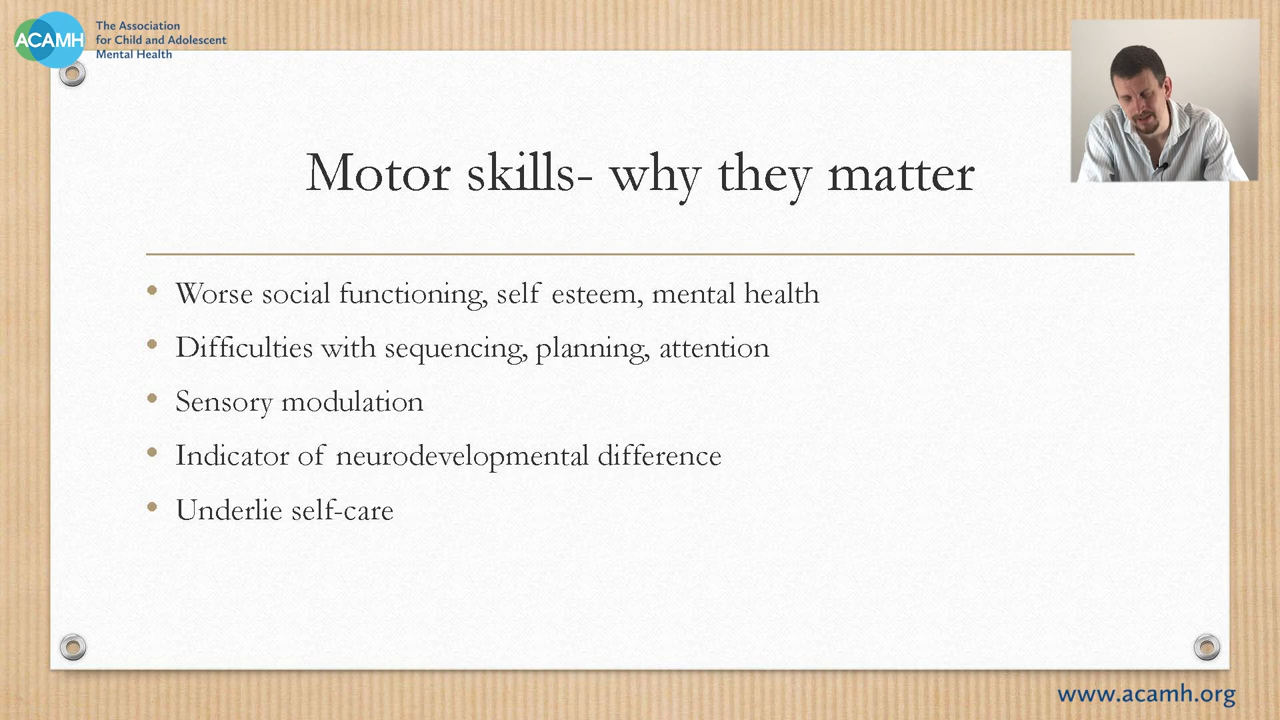 ACAMH
The Association
for Child and Adolescent
Mental Health
Motor skills- why they matter
• Worse social functioning, self esteem, mental health
• Difficulties with sequencing, planning, attention
• Sensory modulation
• Indicator of neurodevelopmental difference
• Underlie self-care
www.acamh.org